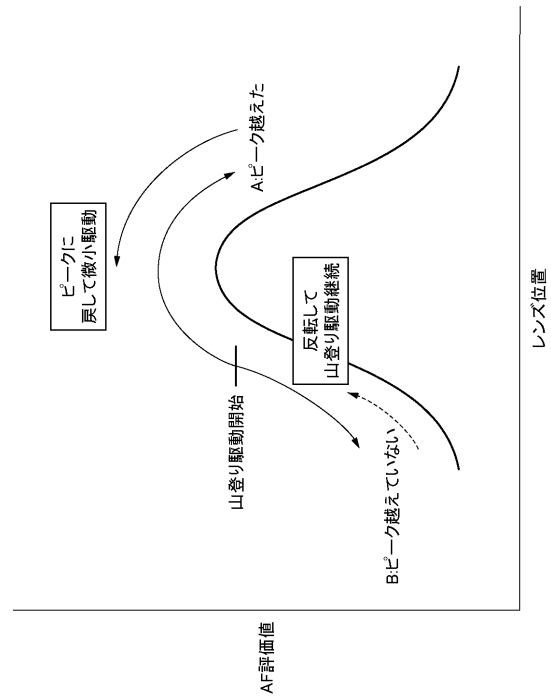 ピークに
戻して微小駆動
A:ピーク越えた
山登り駆動開始
反転して
山登り駆動継続
B:ピーク越えていない
AF評価値
レンズ位置